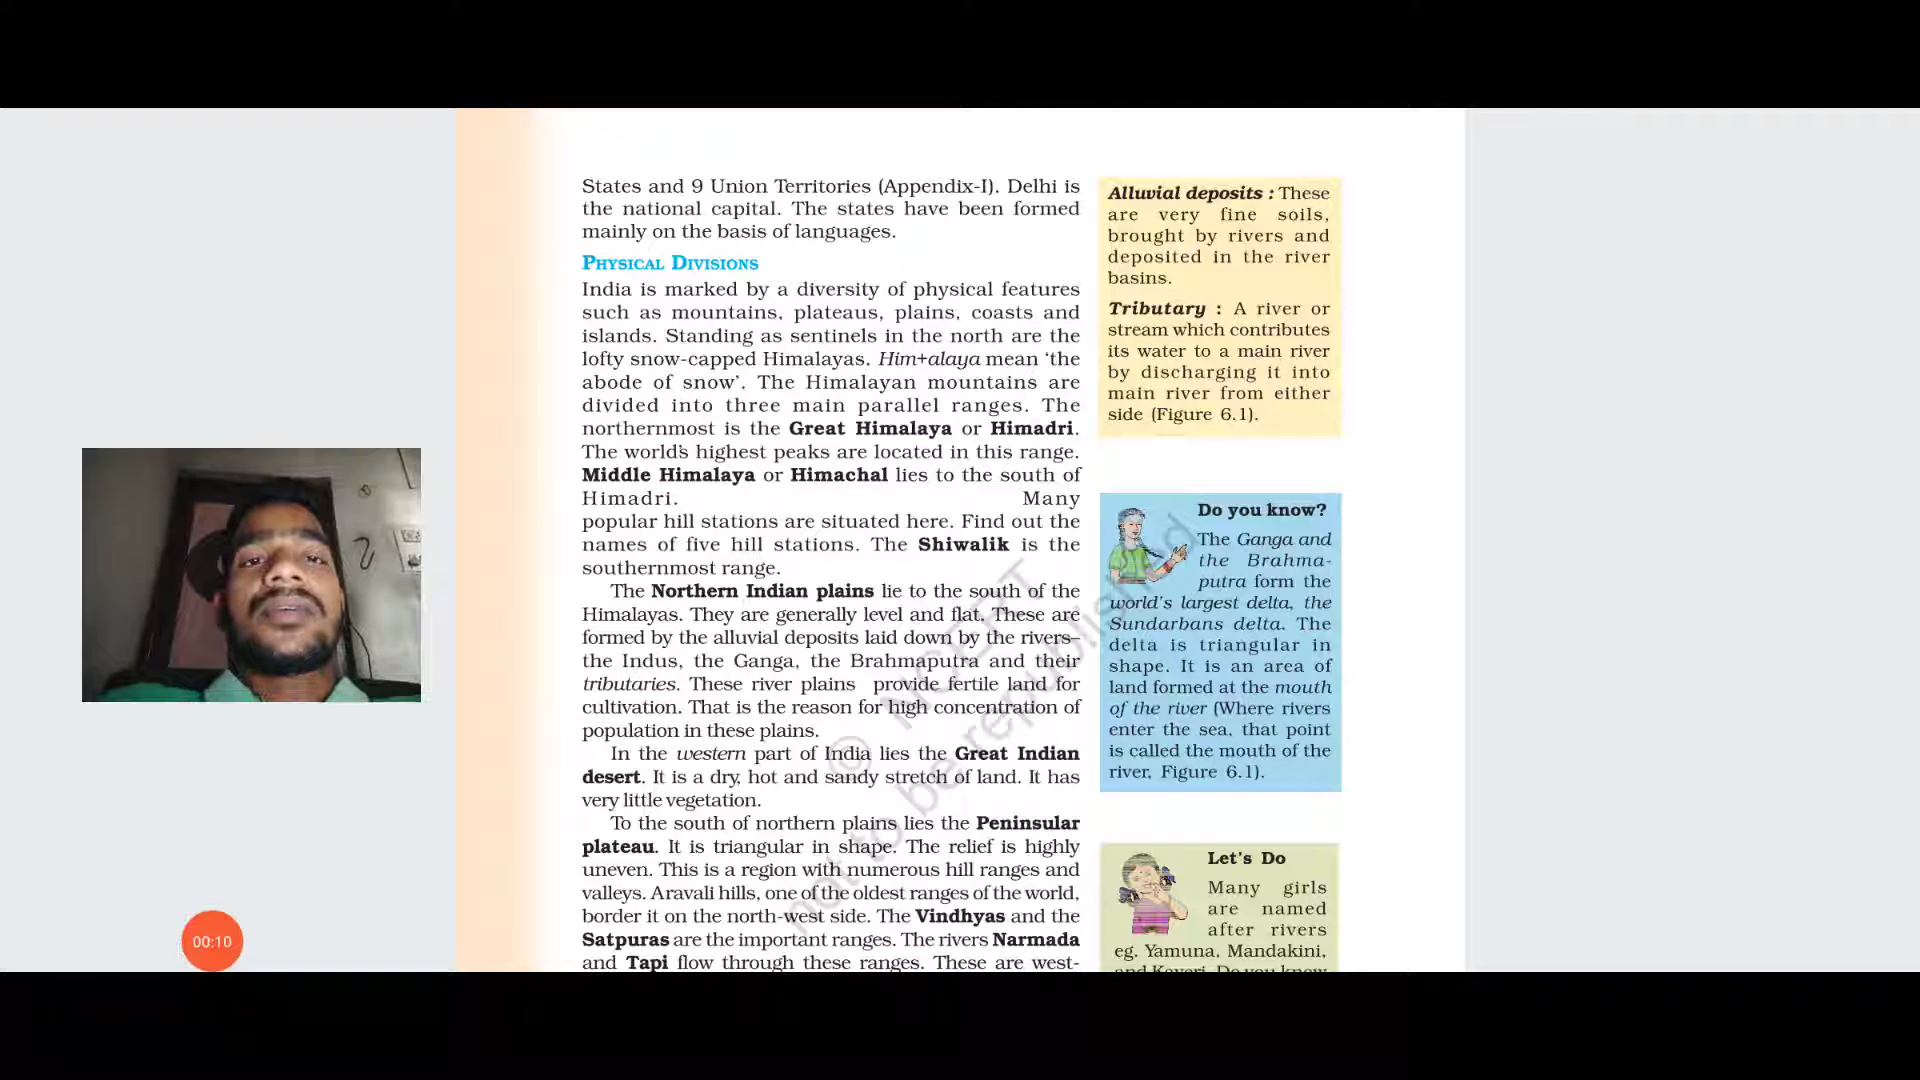 States and 9 Union Territories (Appendix-I). Delhi is
the national capital. The states have been formed
mainly on the basis of languages.
PHYSICAL DIVISIONS
India is marked by a diversity of physical features
such as mountains, plateaus, plains, coasts and
islands. Standing as sentinels in the north are the
lofty snow-capped Himalayas. Him+alaya mean ‘the
abode of snow’. The Himalayan mountains are
divided into three main parallel ranges. The
northernmost is the Great Himalaya or Himadri.
The world’s highest peaks are located in this range.
Middle Himalaya or Himachal lies to the south of
Himadri. Many
popular hill stations are situated here. Find out the
names of five hill stations. The Shiwalik is the
southernmost range.
The Northern Indian plains lie to the south of the
Himalayas. They are generally level and flat. These are
formed by the alluvial deposits laid down by the rivers–
the Indus, the Ganga, the Brahmaputra and their
tributaries. These river plains provide fertile land for
cultivation. That is the reason for high concentration of
population in these plains.
In the western part of India lies the Great Indian
desert. It is a dry, hot and sandy stretch of land. It has
very little vegetation.
To the south of northern plains lies the Peninsular
plateau. It is triangular in shape. The relief is highly
uneven. This is a region with numerous hill ranges and
valleys. Aravali hills, one of the oldest ranges of the world,
border it on the north-west side. The Vindhyas and the
Satpuras are the important ranges. The rivers Narmada
and Tapi flow through these ranges. These are west-
Alluvial deposits : These
are very fine soils,
brought by rivers and
deposited in the river
basins.
Tributary : A river or
stream which contributes
its water to a main river
by discharging it into
main river from either
side (Figure 6.1).
Do you know?
The Ganga and
the Brahma-
putra form the
world’s largest delta, the
Sundarbans delta. The
delta is triangular in
shape. It is an area of
land formed at the mouth
of the river (Where rivers
enter the sea, that point
is called the mouth of the
river, Figure 6.1).
Let’s Do
Many girls
are named
after rivers
eg. Yamuna, Mandakini,
and Kaveri. Do you know
© NCERT
not to be republished
00:10